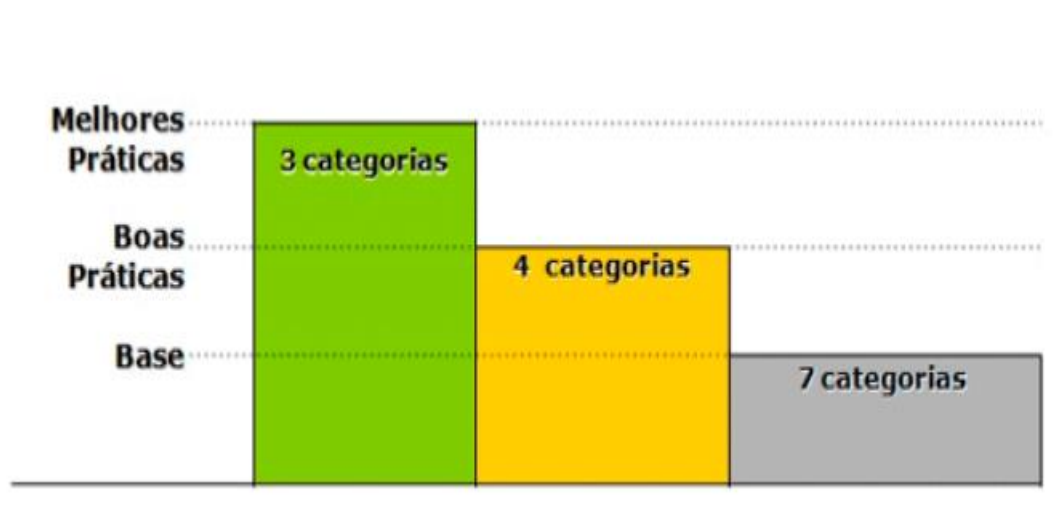 Melhores
Práticas
3 categorias
Boas
Práticas
4 categorias
Base
7 categorias